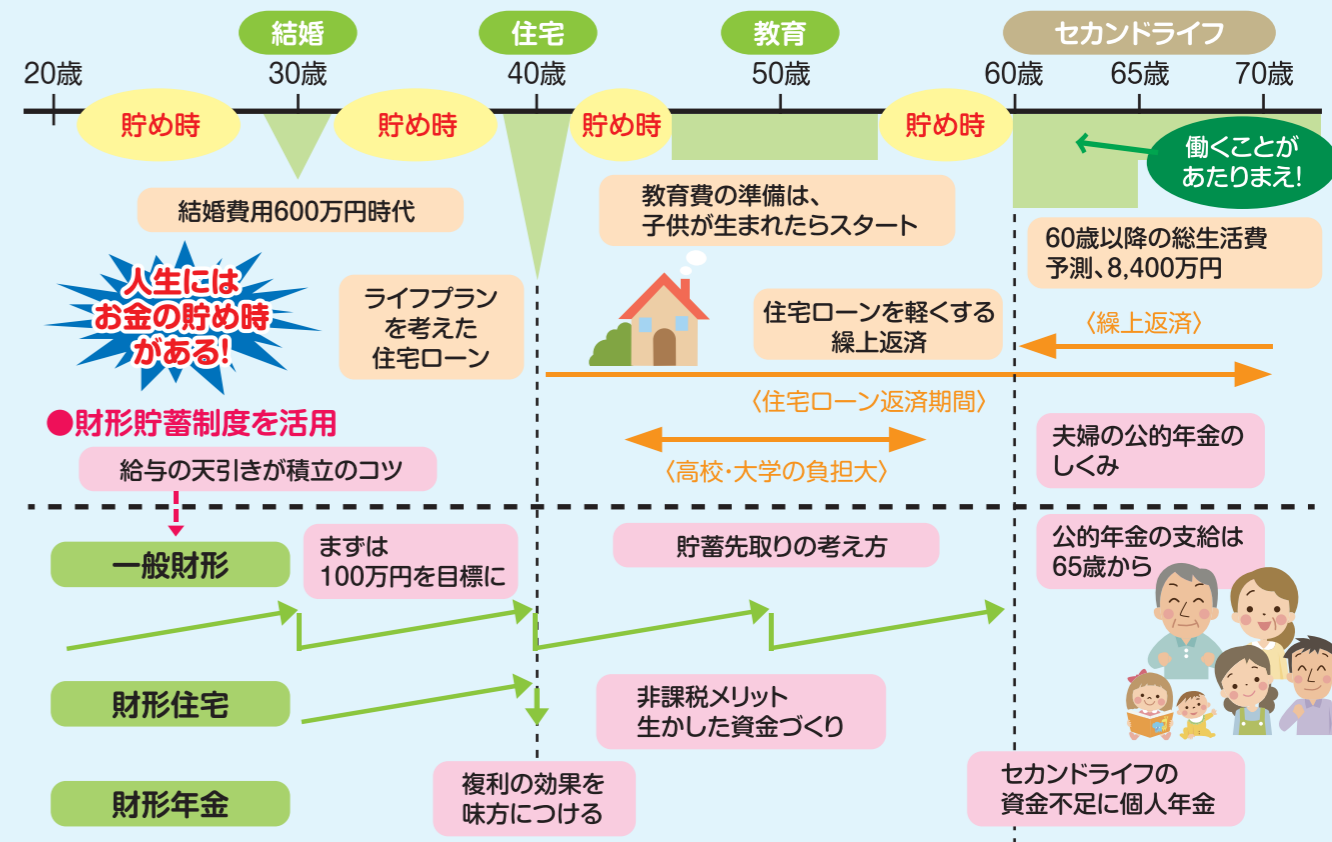 結婚
住宅
教育
セカンドライフ
20歳
30歳
40歳
50歳
60歳
65歳
70歳
貯め時
貯め時
貯め時
貯め時
働くことが
あたりまえ!
結婚費用600万円時代
教育費の準備は、
子供が生まれたらスタート
60歳以降の総生活費
予測、8,400万円
人生には
お金の貯め時
がある!
ライフプラン
を考えた
住宅ローン
住宅ローンを軽くする
繰上返済
〈繰上返済〉
〈住宅ローン返済期間〉
●財形貯蓄制度を活用
給与の天引きが積立のコツ
〈高校・大学の負担大〉
夫婦の公的年金の
しくみ
一般財形
まずは
100万円を目標に
貯蓄先取りの考え方
公的年金の支給は
65歳から
財形住宅
非課税メリット
生かした資金づくり
財形年金
複利の効果を
味方につける
セカンドライフの
資金不足に個人年金